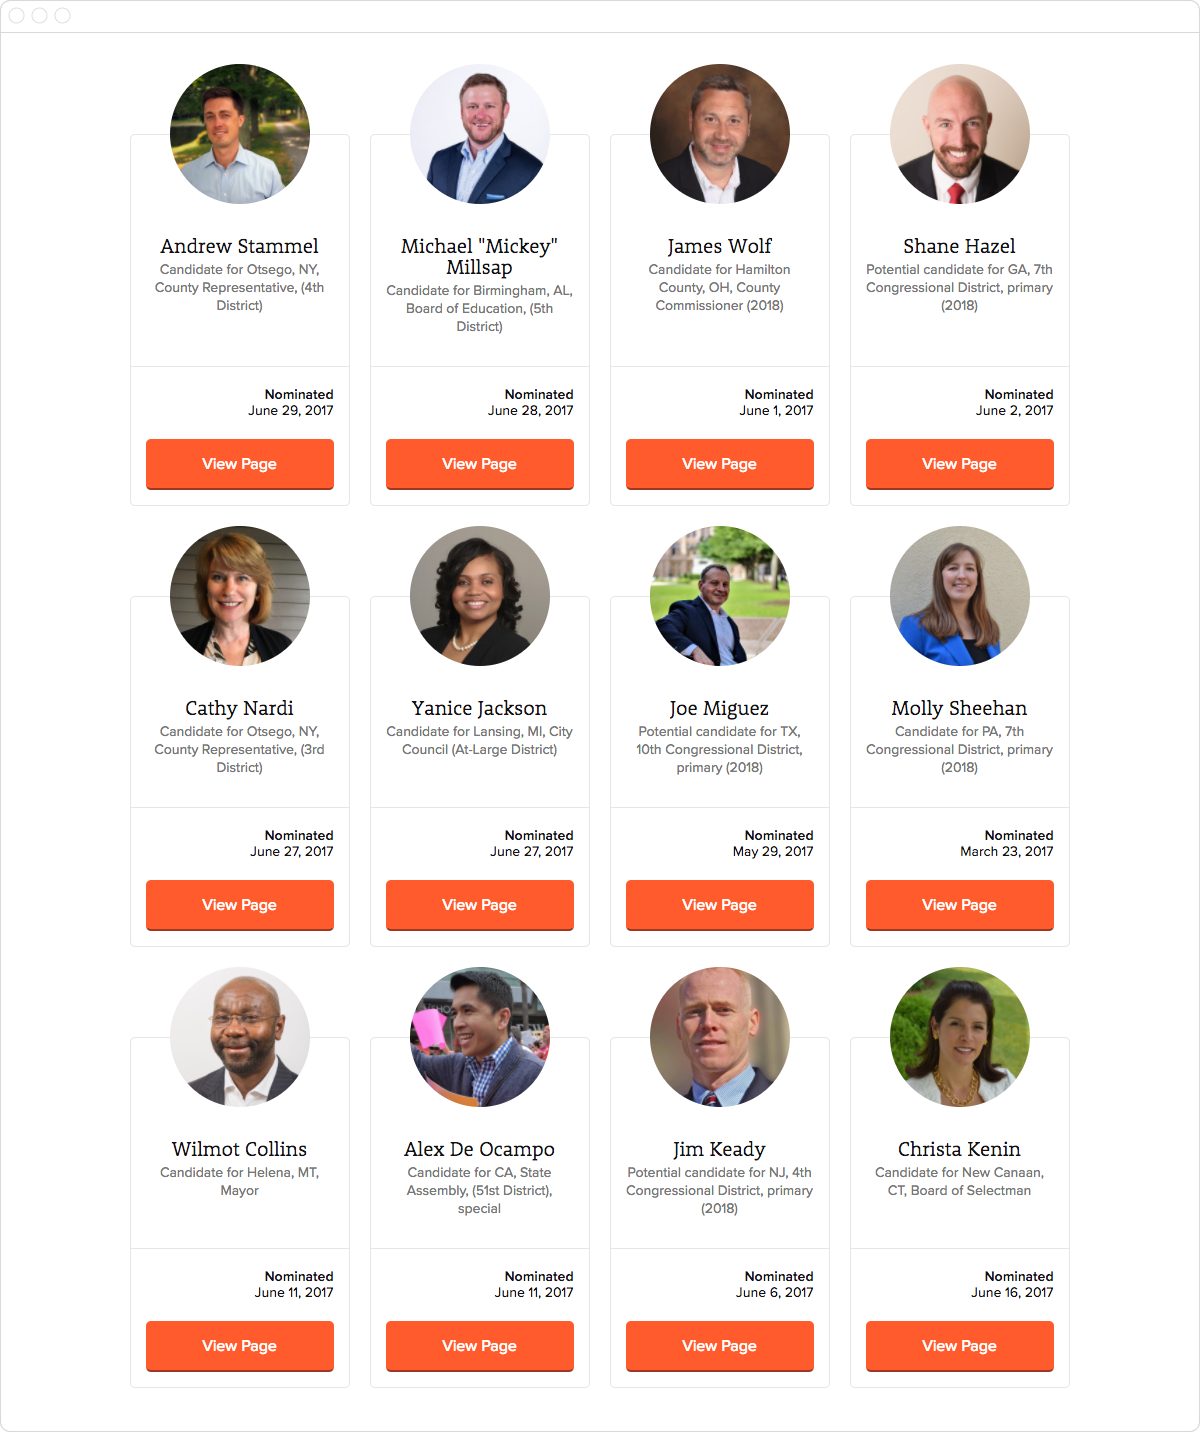 Andrew Stammel
Candidate for Otsego, NY,
County Representative, (4th
District)
Nominated
June 29, 2017
View Page
Michael "Mickey"
Millsap
Candidate for Birmingham, AL,
Board of Education, (5th
District)
Nominated
June 28, 2017
View Page
James Wolf
Candidate for Hamilton
County, OH, County
Commissioner (2018)
Nominated
June 1, 2017
View Page
Shane Hazel
Potential candidate for GA, 7th
Congressional District, primary
(2018)
Nominated
June 2, 2017
View Page
Cathy Nardi
Candidate for Otsego, NY,
County Representative, (3rd
District)
Nominated
June 27, 2017
View Page
Yanice Jackson
Candidate for Lansing, MI, City
Council (At-Large District)
Nominated
June 27, 2017
View Page
Joe Miguez
Potential candidate for TX,
10th Congressional District,
primary (2018)
Nominated
May 29, 2017
View Page
Molly Sheehan
Candidate for PA, 7th
Congressional District, primary
(2018)
Nominated
March 23, 2017
View Page
Wilmot Collins
Candidate for Helena, MT,
Mayor
Nominated
June 11, 2017
View Page
Alex De Ocampo
Candidate for CA, State
Assembly, (51st District),
special
Nominated
June 11, 2017
View Page
Jim Keady
Potential candidate for NJ, 4th
Congressional District, primary
(2018)
Nominated
June 6, 2017
View Page
Christa Kenin
Candidate for New Canaan,
CT, Board of Selectman
Nominated
June 16, 2017
View Page